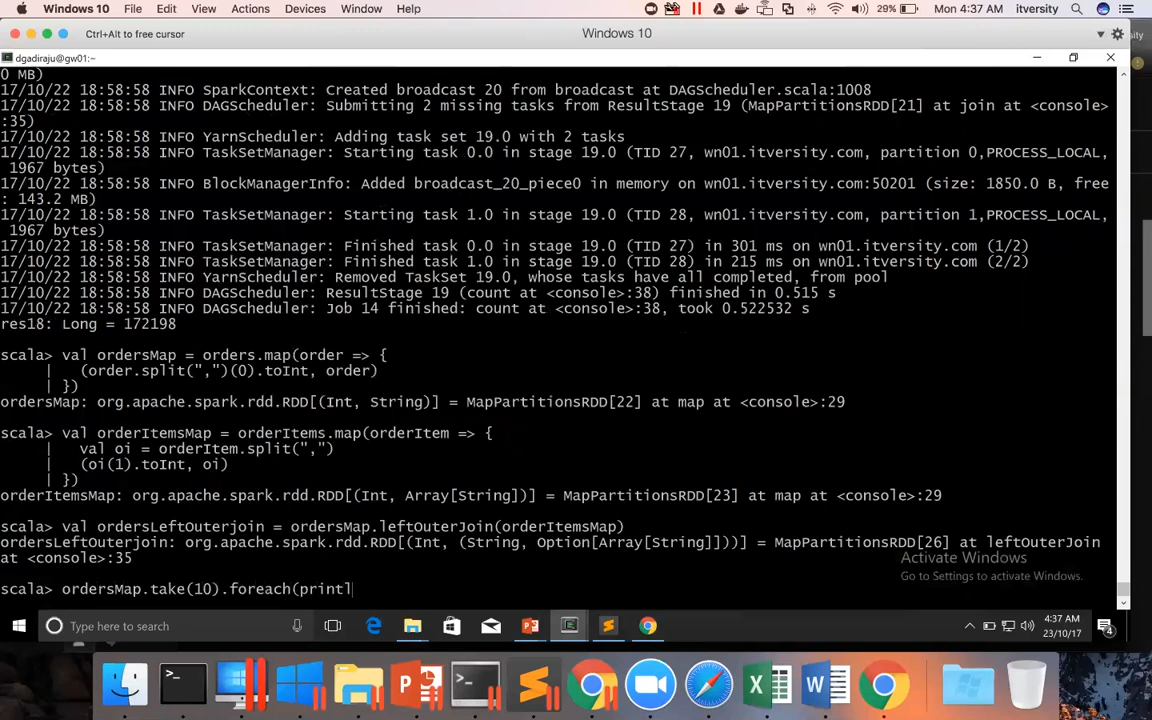 Windows 10 File Edit View Actions Devices Window Help 29% Mon 4:37 AM itversity
Ctrl+Alt to free cursor Windows 10
dgadiraju@gw01:~
0 MB)
17/10/22 18:58:58 INFO SparkContext: Created broadcast 20 from broadcast at DAGScheduler.scala:1008
17/10/22 18:58:58 INFO DAGScheduler: Submitting 2 missing tasks from ResultStage 19 (MapPartitionsRDD[21] at join at <console>
:35)
17/10/22 18:58:58 INFO YarnScheduler: Adding task set 19.0 with 2 tasks
17/10/22 18:58:58 INFO TaskSetManager: Starting task 0.0 in stage 19.0 (TID 27, wn01.itversity.com, partition 0,PROCESS_LOCAL,
1967 bytes)
17/10/22 18:58:58 INFO BlockManagerInfo: Added broadcast_20_piece0 in memory on wn01.itversity.com:50201 (size: 1850.0 B, free
: 143.2 MB)
17/10/22 18:58:58 INFO TaskSetManager: Starting task 1.0 in stage 19.0 (TID 28, wn01.itversity.com, partition 1,PROCESS_LOCAL,
1967 bytes)
17/10/22 18:58:58 INFO TaskSetManager: Finished task 0.0 in stage 19.0 (TID 27) in 301 ms on wn01.itversity.com (1/2)
17/10/22 18:58:58 INFO TaskSetManager: Finished task 1.0 in stage 19.0 (TID 28) in 215 ms on wn01.itversity.com (2/2)
17/10/22 18:58:58 INFO YarnScheduler: Removed TaskSet 19.0, whose tasks have all completed, from pool
17/10/22 18:58:58 INFO DAGScheduler: ResultStage 19 (count at <console>:38) finished in 0.515 s
17/10/22 18:58:58 INFO DAGScheduler: Job 14 finished: count at <console>:38, took 0.522532 s
res18: Long = 172198
scala> val ordersMap = orders.map(order => {
| (order.split(",")(0).toInt, order)
| })
ordersMap: org.apache.spark.rdd.RDD[(Int, String)] = MapPartitionsRDD[22] at map at <console>:29
scala> val orderItemsMap = orderItems.map(orderItem => {
| val oi = orderItem.split(",")
| (oi(1).toInt, oi)
| })
orderItemsMap: org.apache.spark.rdd.RDD[(Int, Array[String])] = MapPartitionsRDD[23] at map at <console>:29
scala> val ordersLeftOuterjoin = ordersMap.leftOuterJoin(orderItemsMap)
ordersLeftOuterjoin: org.apache.spark.rdd.RDD[(Int, (String, Option[Array[String]]))] = MapPartitionsRDD[26] at leftOuterJoin
at <console>:35
Activate Windows
Go to Settings to activate Windows.
scala> ordersMap.take(10).foreach(printl
Type here to search
4:37 AM
23/10/17
4